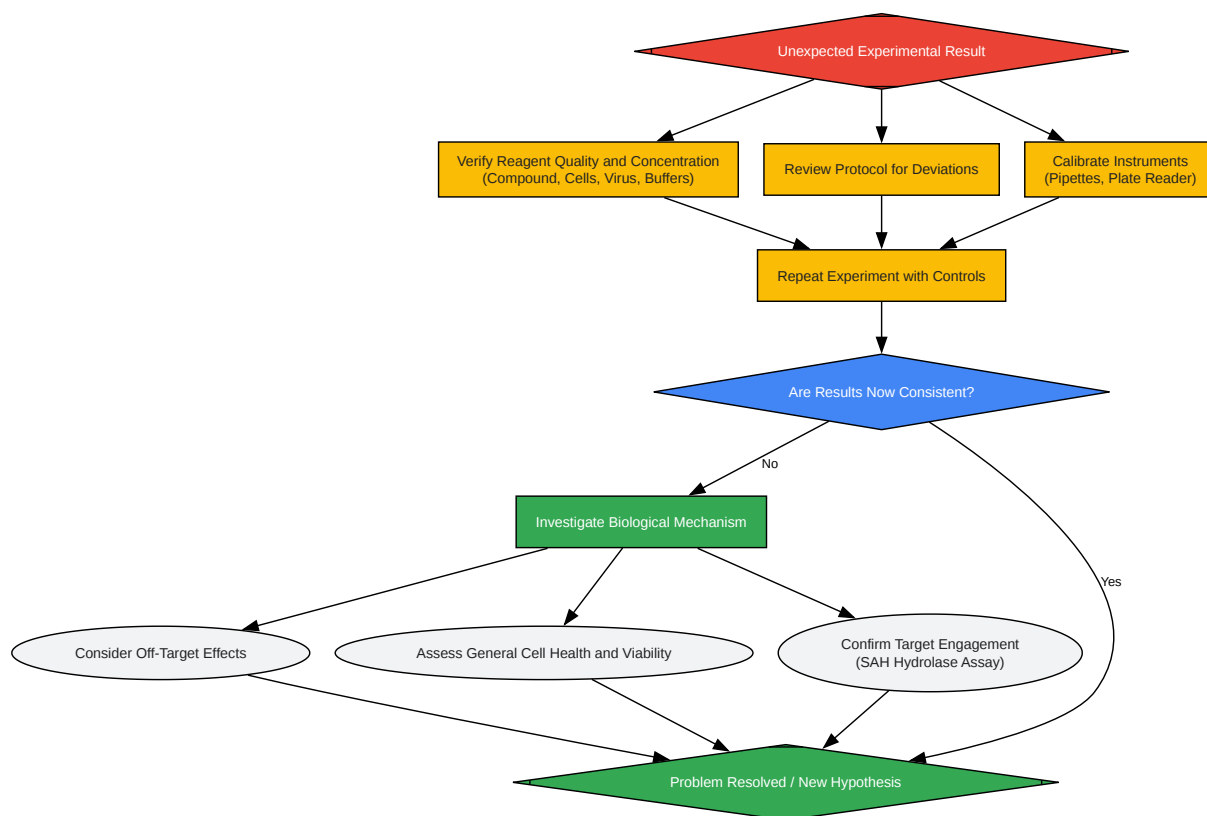 Unexpected Experimental Result
Verify Reagent Quality and Concentration
(Compound, Cells, Virus, Buffers)
Review Protocol for Deviations
Calibrate Instruments
(Pipettes, Plate Reader)
Repeat Experiment with Controls
Are Results Now Consistent?
No
Investigate Biological Mechanism
Yes
Consider Off-Target Effects
Assess General Cell Health and Viability
Confirm Target Engagement
(SAH Hydrolase Assay)
Problem Resolved / New Hypothesis